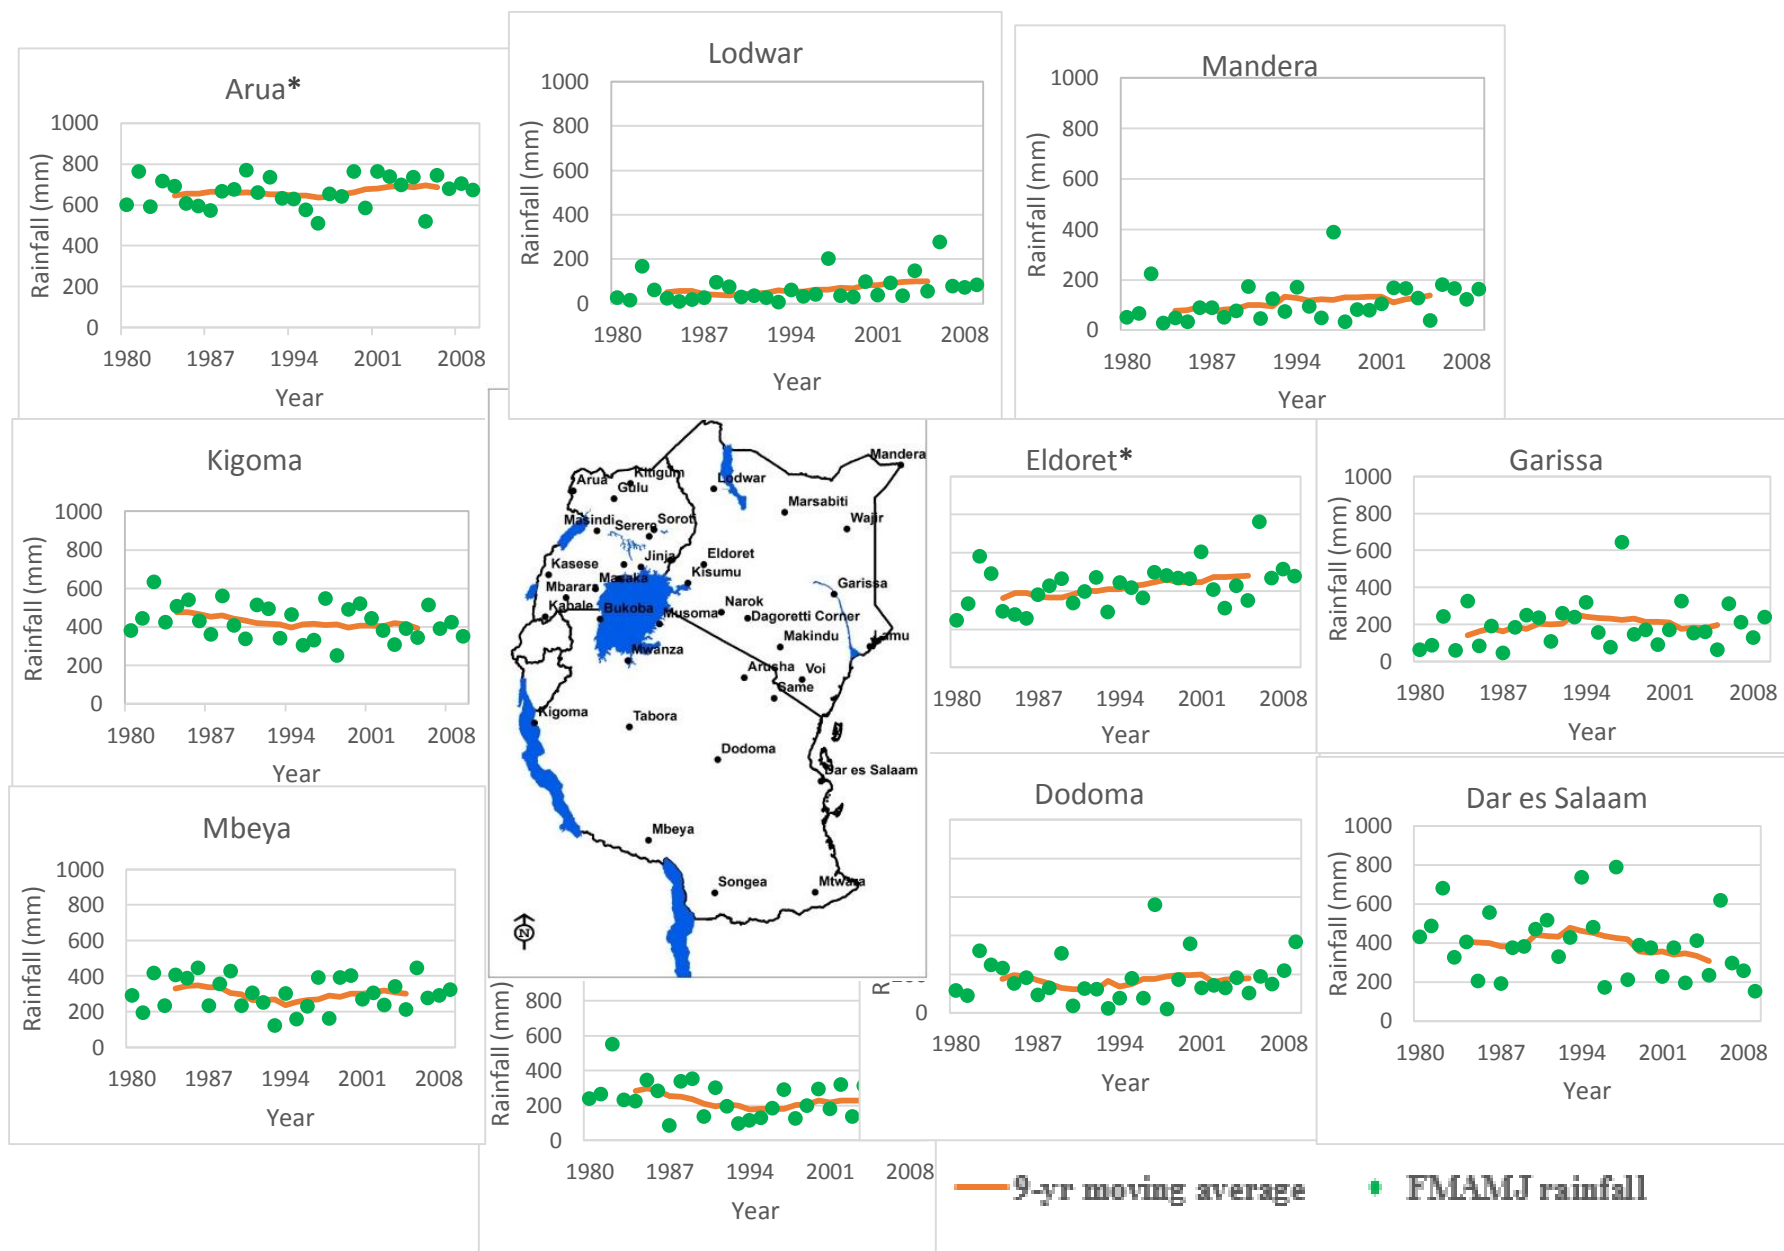 Arua*
Rainfall (mm)
1000
800
600
400
200
0
1980 1987 1994 2001 2008
Year
Lodwar
Rainfall (mm)
1000
800
600
400
200
0
1980 1987 1994 2001 2008
Year
Mandera
Rainfall (mm)
1000
800
600
400
200
0
1980 1987 1994 2001 2008
Year
Kigoma
Rainfall (mm)
1000
800
600
400
200
0
1980 1987 1994 2001 2008
Year
Mandera
Kitigum
Arua
Gulu
Lodwar
Marsabiti
Masindi
Serere
Soroti
Wajir
Jinja
Eldoret
Kasese
Masaka
Kisumu
Mbarara
Garissa
Kabale
Bukoba
Musoma
Narok
Dagoretti Corner
Makindu
Lamu
Mwanza
Arusha
Voi
Same
Kigoma
Tabora
Dodoma
Dar es Salaam
Mbeya
Songea
Mtwara
N
Eldoret*
1980 1987 1994 2001 2008
Year
Garissa
Rainfall (mm)
1000
800
600
400
200
0
1980 1987 1994 2001 2008
Year
Mbeya
Rainfall (mm)
1000
800
600
400
200
0
1980 1987 1994 2001 2008
Year
Rainfall (mm)
800
600
400
200
0
1980 1987 1994 2001 2008
Year
Dodoma
0
1980 1987 1994 2001 2008
Year
Dar es Salaam
Rainfall (mm)
1000
800
600
400
200
0
1980 1987 1994 2001 2008
Year
9-yr moving average
FMAMJ rainfall